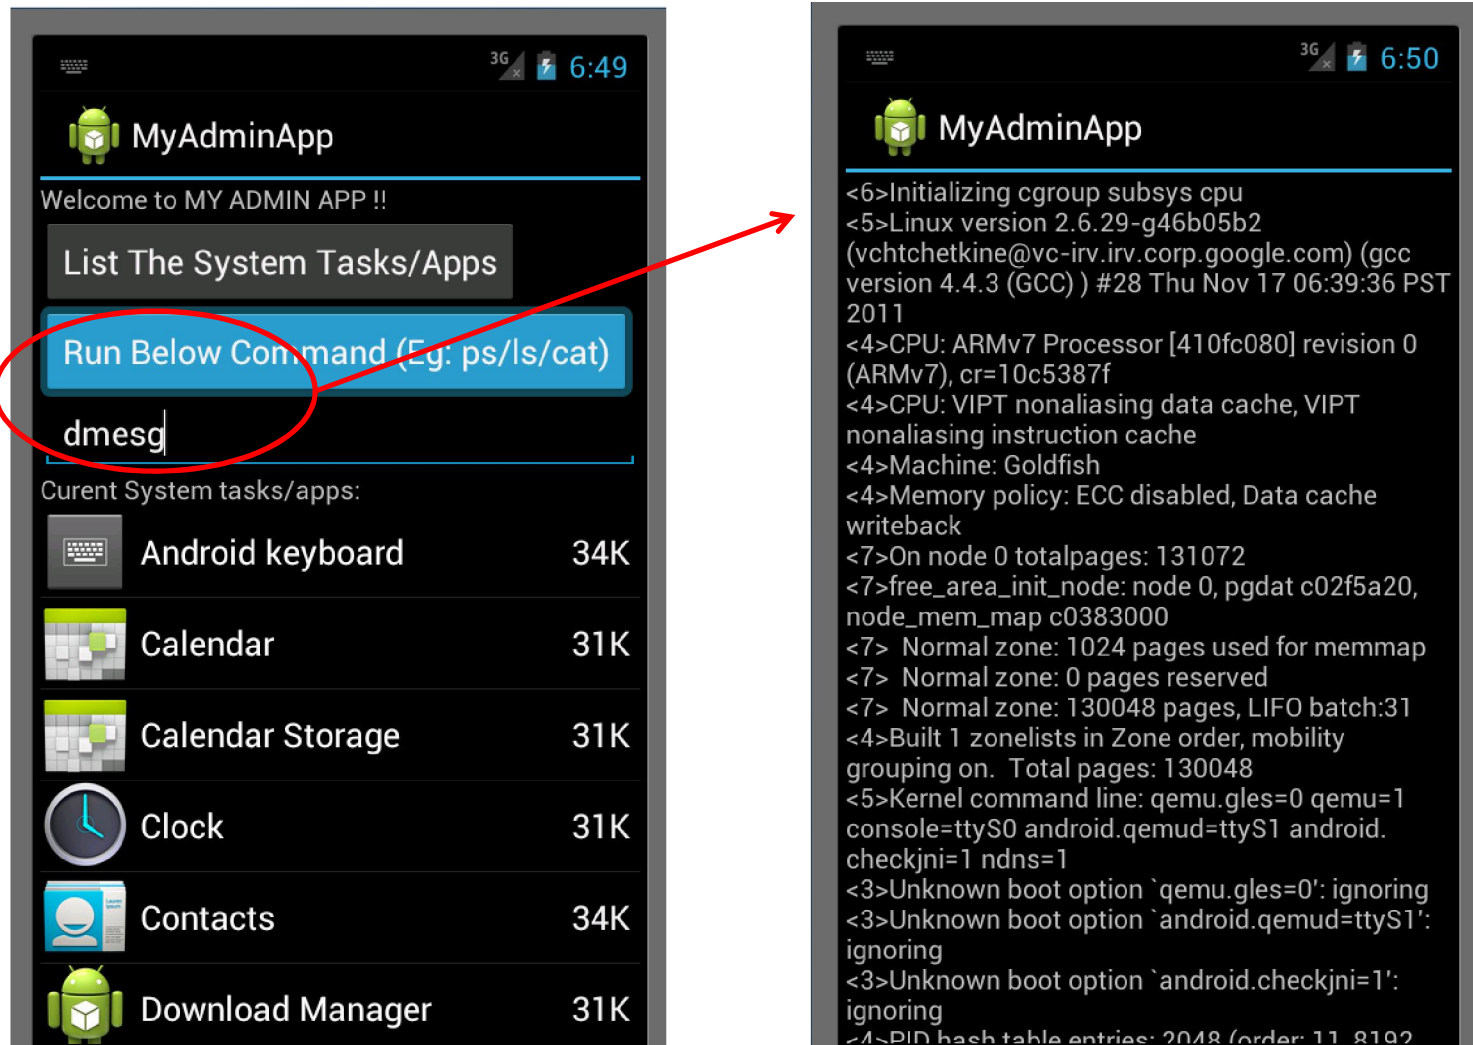 3G 6:49
MyAdminApp
Welcome to MY ADMIN APP !!
List The System Tasks/Apps
Run Below Command (Eg: ps/ls/cat)
dmesg
Curent System tasks/apps:
Android keyboard 34K
Calendar 31K
Calendar Storage 31K
Clock 31K
Contacts 34K
Download Manager 31K
3G 6:50
MyAdminApp
<6>Initializing cgroup subsys cpu
<5>Linux version 2.6.29-g46b05b2
(vchtchetkine@vc-irv.irv.corp.google.com) (gcc
version 4.4.3 (GCC) ) #28 Thu Nov 17 06:39:36 PST
2011
<4>CPU: ARMv7 Processor [410fc080] revision 0
(ARMv7), cr=10c5387f
<4>CPU: VIPT nonaliasing data cache, VIPT
nonaliasing instruction cache
<4>Machine: Goldfish
<4>Memory policy: ECC disabled, Data cache
writeback
<7>On node 0 totalpages: 131072
<7>free_area_init_node: node 0, pgdat c02f5a20,
node_mem_map c0383000
<7>  Normal zone: 1024 pages used for memmap
<7>  Normal zone: 0 pages reserved
<7>  Normal zone: 130048 pages, LIFO batch:31
<4>Built 1 zonelists in Zone order, mobility
grouping on.  Total pages: 130048
<5>Kernel command line: qemu.gles=0 qemu=1
console=ttyS0 android.qemud=ttyS1 android.
checkjni=1 ndns=1
<3>Unknown boot option `qemu.gles=0': ignoring
<3>Unknown boot option `android.qemud=ttyS1':
ignoring
<3>Unknown boot option `android.checkjni=1':
ignoring
<4>PID hash table entries: 2048 (order: 11, 8192